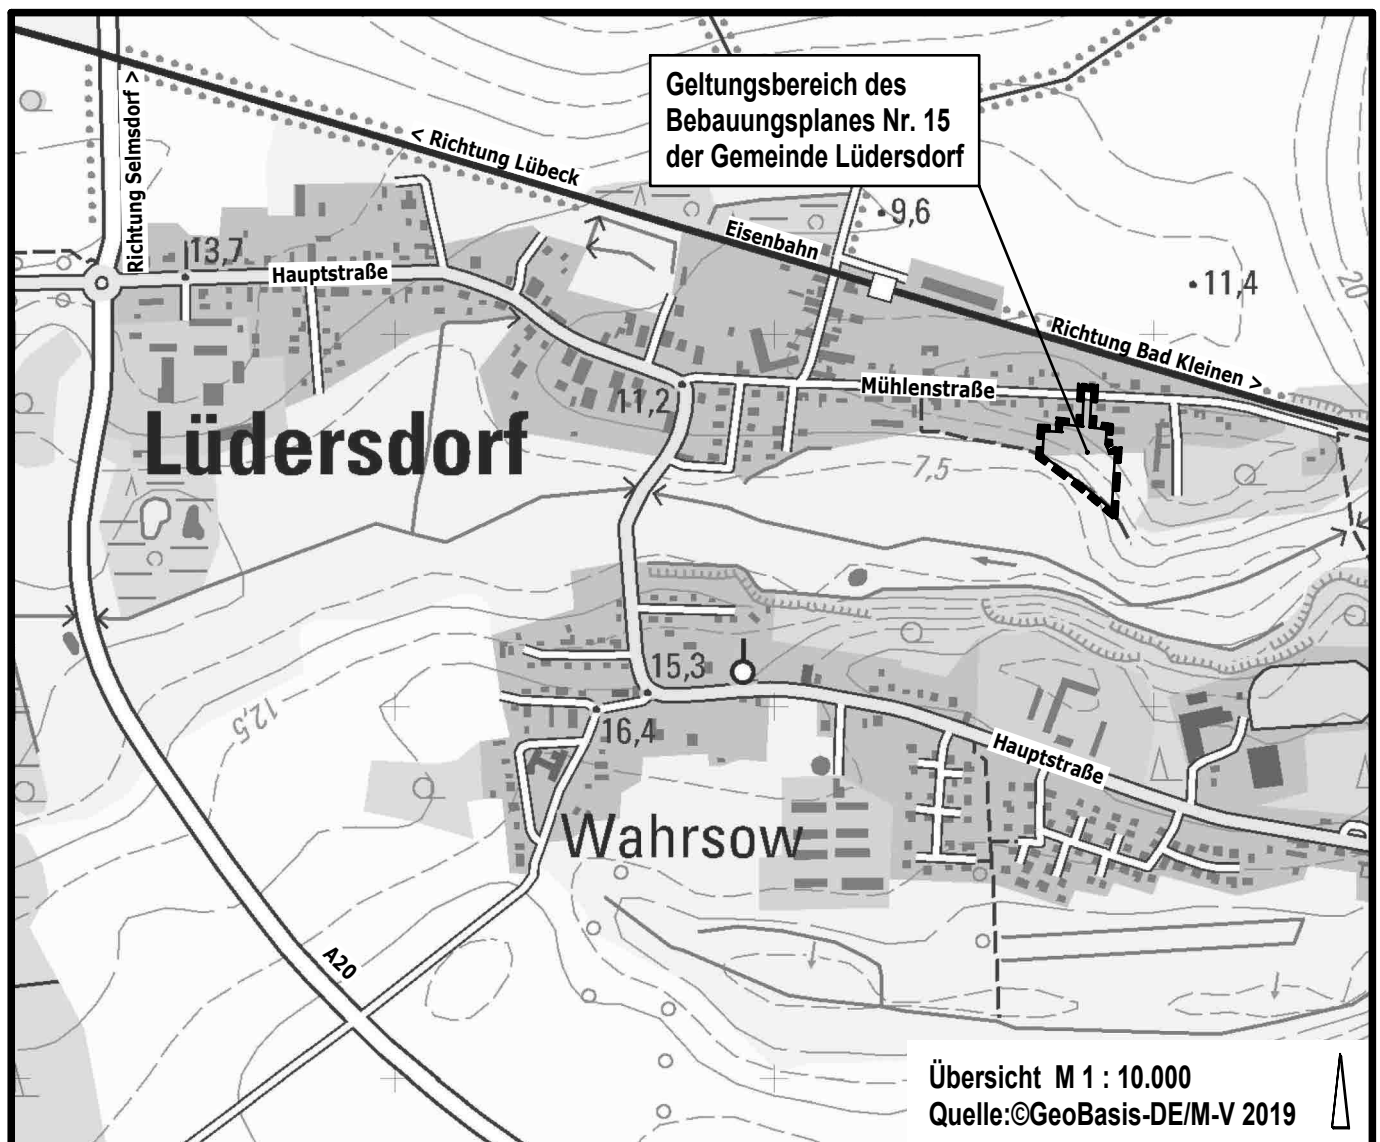 Geltungsbereich des
Bebauungsplanes Nr. 15
der Gemeinde Lüdersdorf
Richtung Selmsdorf >
< Richtung Lübeck
9,6
Eisenbahn
13,7
Hauptstraße
11,4
20
Richtung Bad Kleinen >
Mühlenstraße
11,2
Lüdersdorf
7,5
15,3
12,5
16,4
Hauptstraße
Wahrsow
A20
Übersicht M 1 : 10.000
Quelle:©GeoBasis-DE/M-V 2019